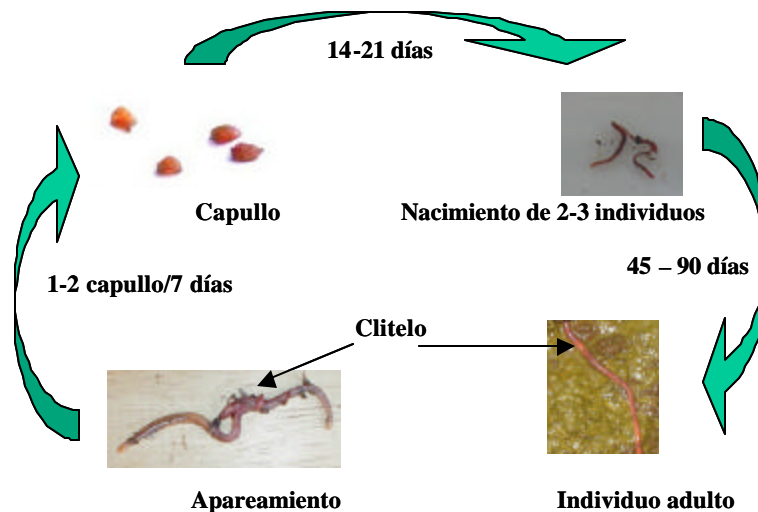 14-21 días
Capullo
Nacimiento de 2-3 individuos
45 – 90 días
1-2 capullo/7 días
Clitelo
Apareamiento
Individuo adulto